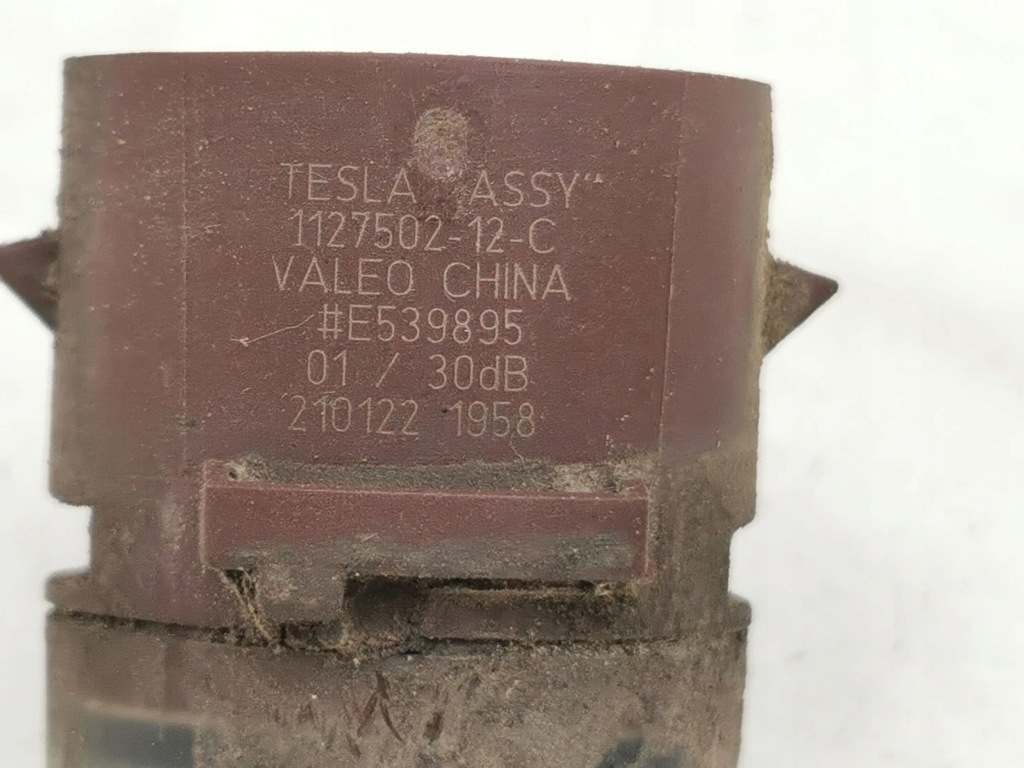 TESLA ASSY"*
1127502-12-C
VALEO CHINA
#E539895
01 / 30dB
210122 1958